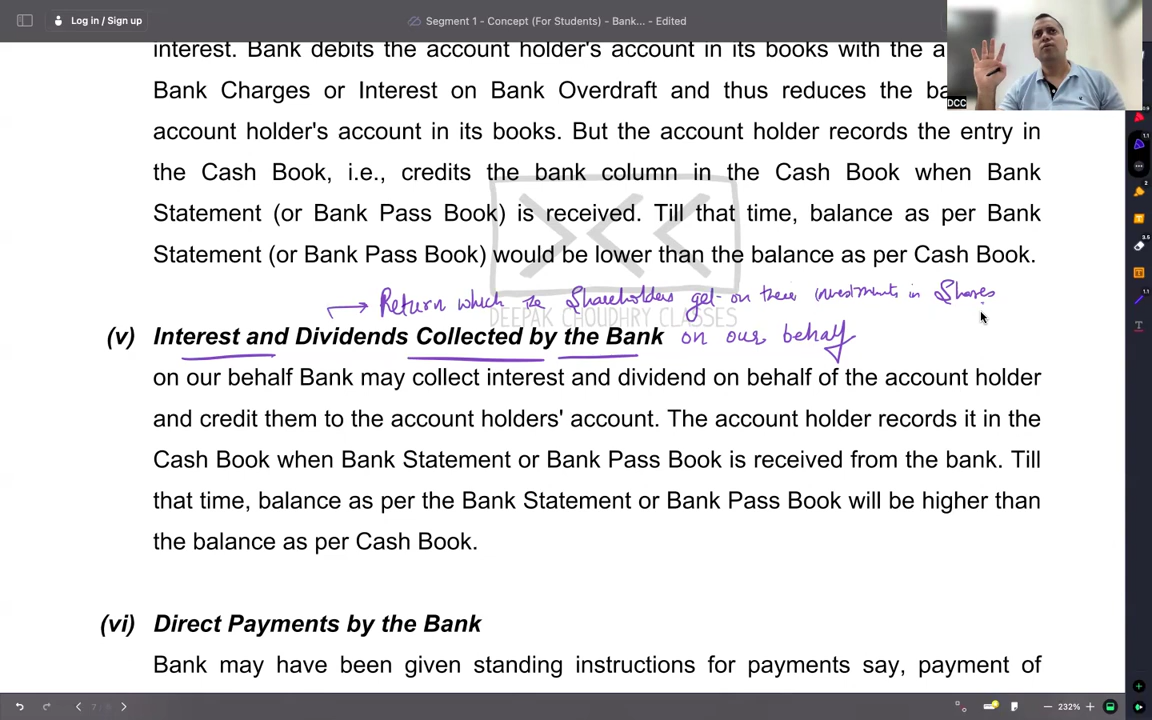 Log in / Sign up
Segment 1 - Concept (For Students) - Bank... - Edited
interest. Bank debits the account holder's account in its books with the a
Bank Charges or Interest on Bank Overdraft and thus reduces the ba
account holder's account in its books. But the account holder records the entry in
the Cash Book, i.e., credits the bank column in the Cash Book when Bank
Statement (or Bank Pass Book) is received. Till that time, balance as per Bank
Statement (or Bank Pass Book) would be lower than the balance as per Cash Book.
→ Return which the Shareholders get on their investments in Shares
DEEPAK CHOUDHRY CLASSES
(v) Interest and Dividends Collected by the Bank on our behalf
on our behalf Bank may collect interest and dividend on behalf of the account holder
and credit them to the account holders' account. The account holder records it in the
Cash Book when Bank Statement or Bank Pass Book is received from the bank. Till
that time, balance as per the Bank Statement or Bank Pass Book will be higher than
the balance as per Cash Book.
(vi) Direct Payments by the Bank
Bank may have been given standing instructions for payments say, payment of
DCC
232%